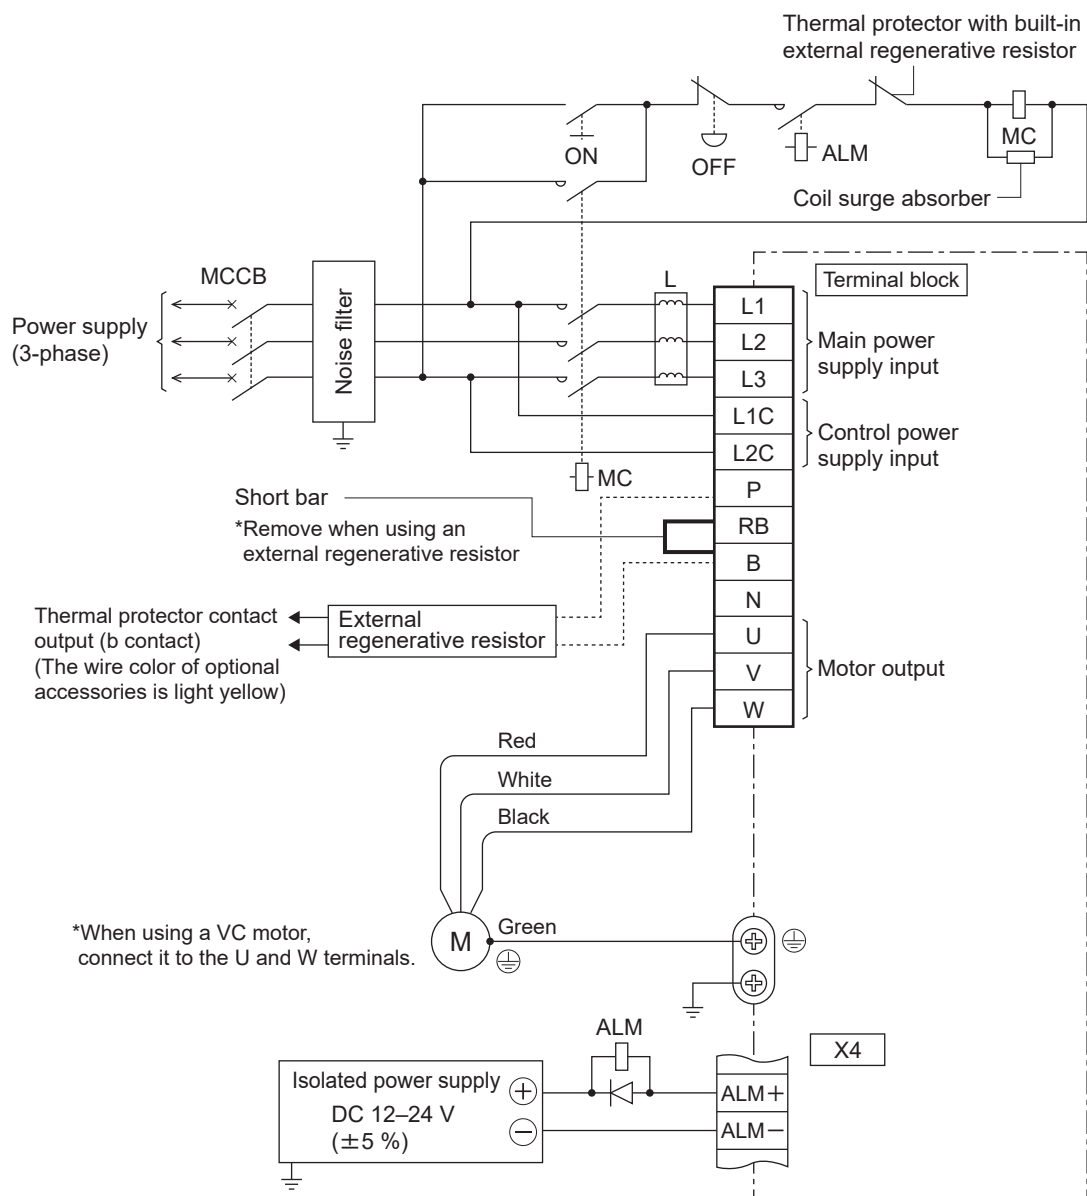 Thermal protector with built-in
external regenerative resistor
ON
OFF
ALM
MC
Coil surge absorber
MCCB
Power supply
(3-phase)
Noise filter
L
Terminal block
L1
L2
L3
L1C
L2C
P
RB
B
N
U
V
W
Main power
supply input
Control power
supply input
MC
Short bar
*Remove when using an
external regenerative resistor
Thermal protector contact
output (b contact)
(The wire color of optional
accessories is light yellow)
External
regenerative resistor
Motor output
Red
White
Black
*When using a VC motor,
connect it to the U and W terminals.
M
Green
ALM
X4
Isolated power supply
DC 12–24 V
(±5 %)
+
−
ALM+
ALM−